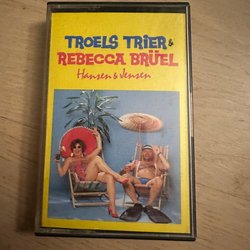 TROELS TRIER &
REBECCA BRÜEL
Hansen & Jensen